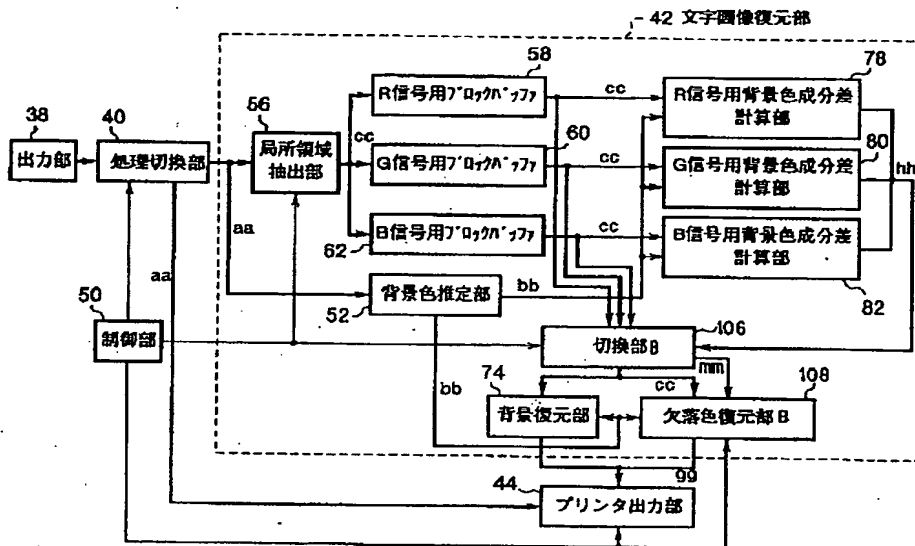 42 文字画像復元部
58
R信号用ブロックバッファ
cc
78
R信号用背景色成分差
計算部
38
出力部
40
処理切換部
56
局所領域
抽出部
cc
60
G信号用ブロックバッファ
cc
80
G信号用背景色成分差
計算部
hh
aa
62
B信号用ブロックバッファ
cc
B信号用背景色成分差
計算部
82
aa
50
制御部
52
背景色推定部
bb
106
切換部B
bb
74
背景復元部
cc
mm
108
欠落色復元部B
44
プリンタ出力部
gg